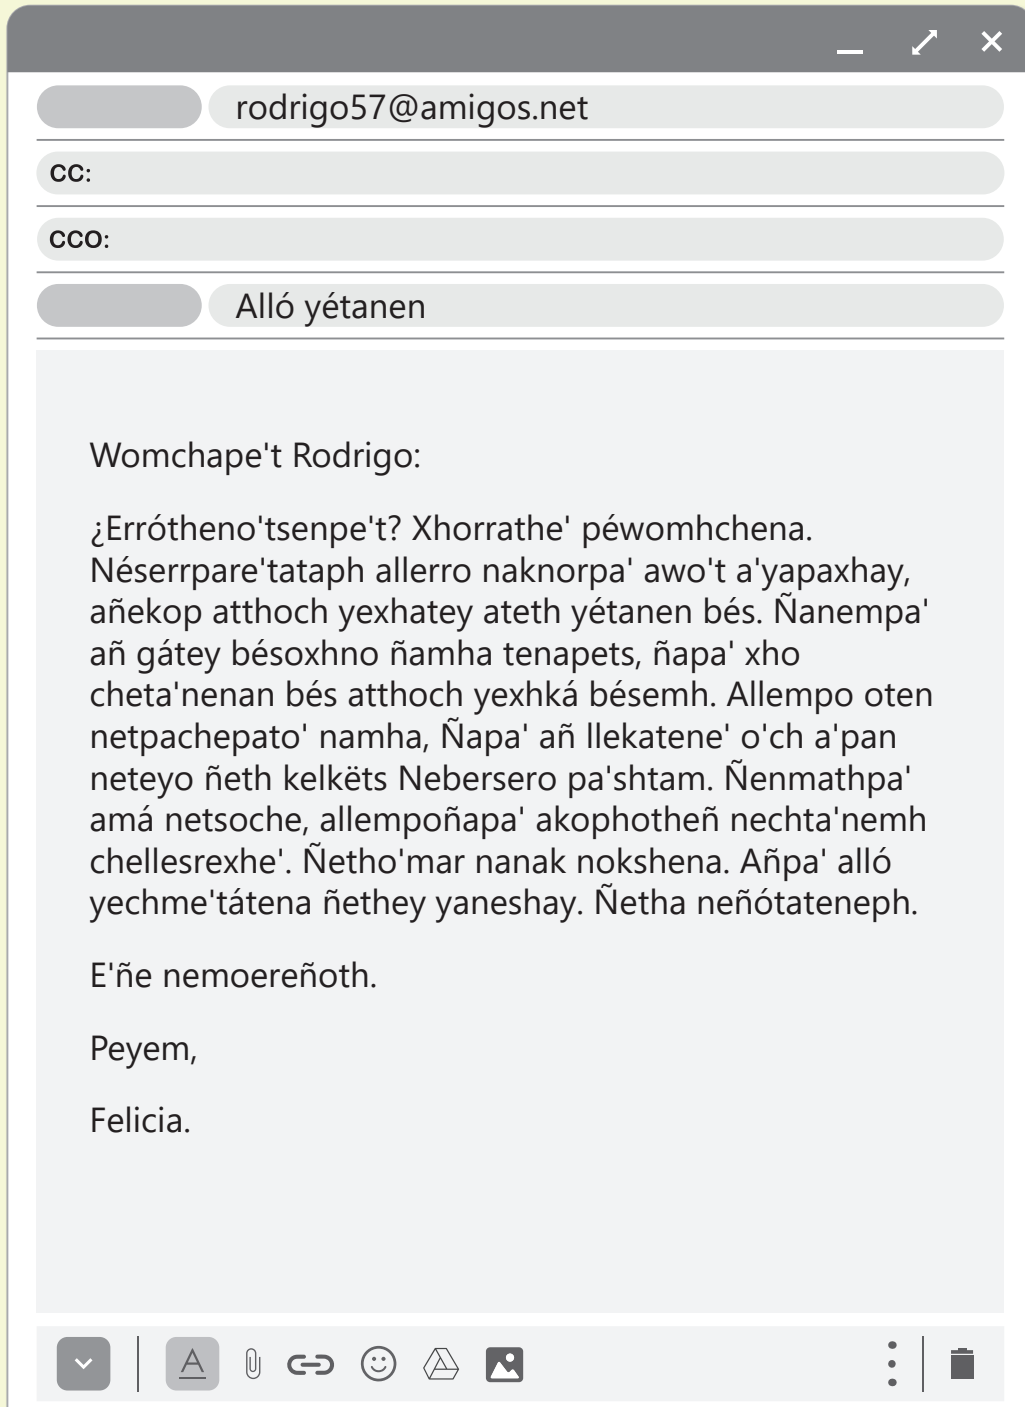 rodrigo57@amigos.net
CC:
CCO:
Alló yétanen
Womchape't Rodrigo:
¿Errótheno'tsenpe't? Xhorrathe' péwomhchena.
Néserrpare'tataph allerro naknorpa' awo't a'yapaxhay,
añekop atthoch yexhatey ateth yétanen bés. Ñanempa'
añ gátey bésoxhno ñamha tenapets, ñapa' xho
cheta'nenan bés atthoch yexhká bésemh. Allempo oten
netpachepato' namha, Ñapa' añ llekatene' o'ch a'pan
neteyo ñeth kelkëts Nebersero pa'shtam. Ñenmathpa'
amá netsoche, allempoñapa' akophotheñ nechta'nemh
chellesrexhe'. Ñetho'mar nanak nokshena. Añpa' alló
yechme'tátena ñethey yaneshay. Ñetha neñótateneph.
E'ñe nemoereñoth.
Peyem,
Felicia.
A